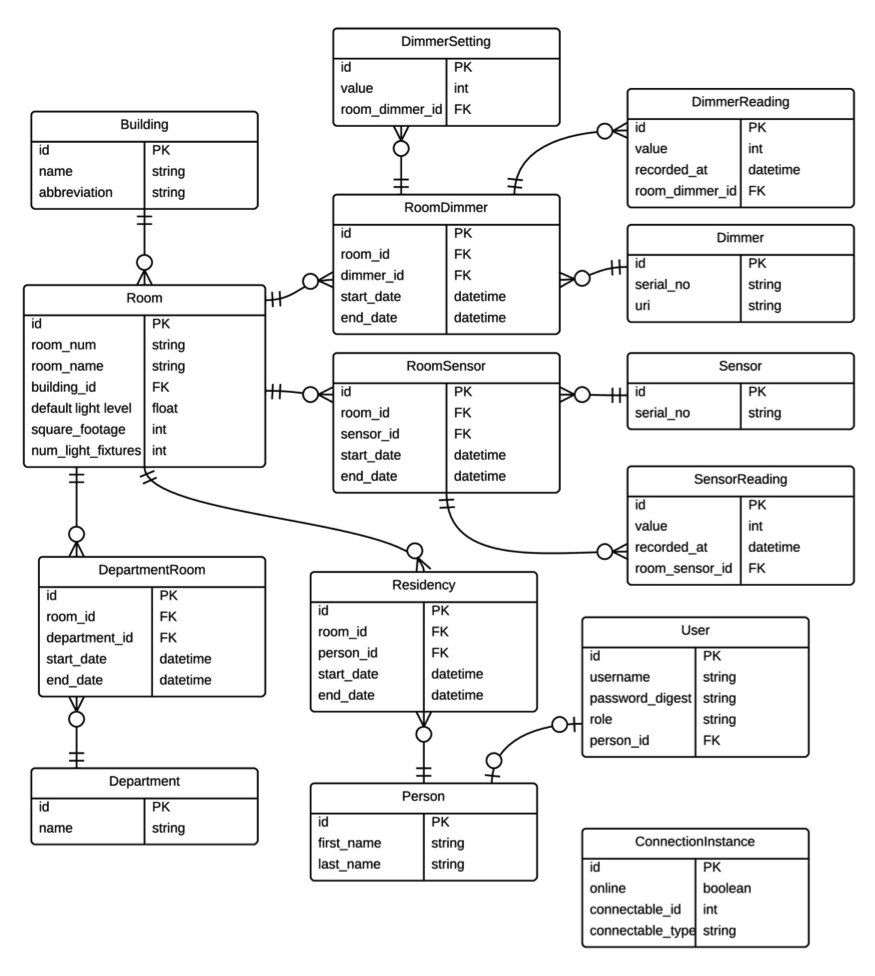 DimmerSetting
id PK
value int
room_dimmer_id FK
DimmerReading
id PK
value int
recorded_at datetime
room_dimmer_id FK
Building
id PK
name string
abbreviation string
RoomDimmer
id PK
room_id FK
dimmer_id FK
start_date datetime
end_date datetime
Dimmer
id PK
serial_no string
uri string
Room
id PK
room_num string
room_name string
building_id FK
default light level float
square_footage int
num_light_fixtures int
RoomSensor
id PK
room_id FK
sensor_id FK
start_date datetime
end_date datetime
Sensor
id PK
serial_no string
SensorReading
id PK
value int
recorded_at datetime
room_sensor_id FK
DepartmentRoom
id PK
room_id FK
department_id FK
start_date datetime
end_date datetime
Residency
id PK
room_id FK
person_id FK
start_date datetime
end_date datetime
User
id PK
username string
password_digest string
role string
person_id FK
Department
id PK
name string
Person
id PK
first_name string
last_name string
ConnectionInstance
id PK
online boolean
connectable_id int
connectable_type string